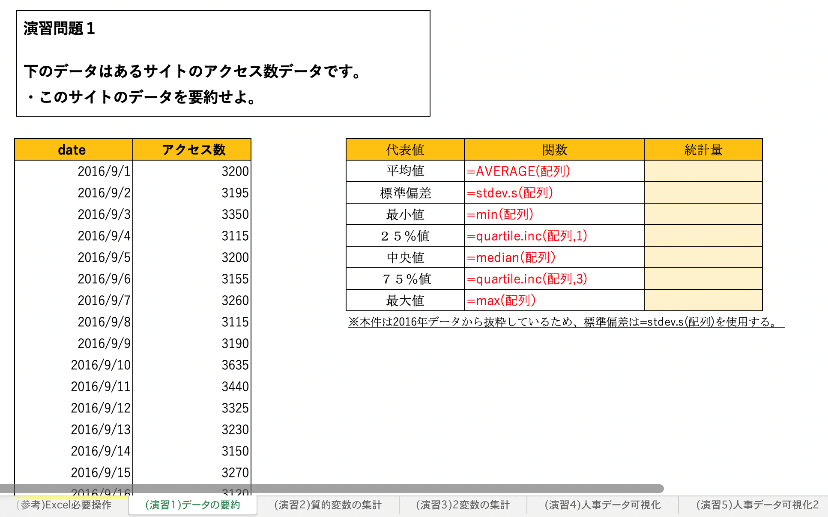 演習問題１
下のデータはあるサイトのアクセス数データです。
・このサイトのデータを要約せよ。
date アクセス数
2016/9/1 3200
2016/9/2 3195
2016/9/3 3350
2016/9/4 3115
2016/9/5 3200
2016/9/6 3155
2016/9/7 3260
2016/9/8 3115
2016/9/9 3190
2016/9/10 3635
2016/9/11 3440
2016/9/12 3325
2016/9/13 3230
2016/9/14 3150
2016/9/15 3270
2016/9/16 3120
代表値 関数 統計量
平均値 =AVERAGE(配列)
標準偏差 =stdev.s(配列)
最小値 =min(配列)
２５％値 =quartile.inc(配列,1)
中央値 =median(配列)
７５％値 =quartile.inc(配列,3)
最大値 =max(配列)
※本件は2016年データから抜粋しているため、標準偏差は=stdev.s(配列)を使用する。
(参考)Excel必要操作 (演習1)データの要約 (演習2)質的変数の集計 (演習3)2変数の集計 (演習4)人事データ可視化 (演習5)人事データ可視化2